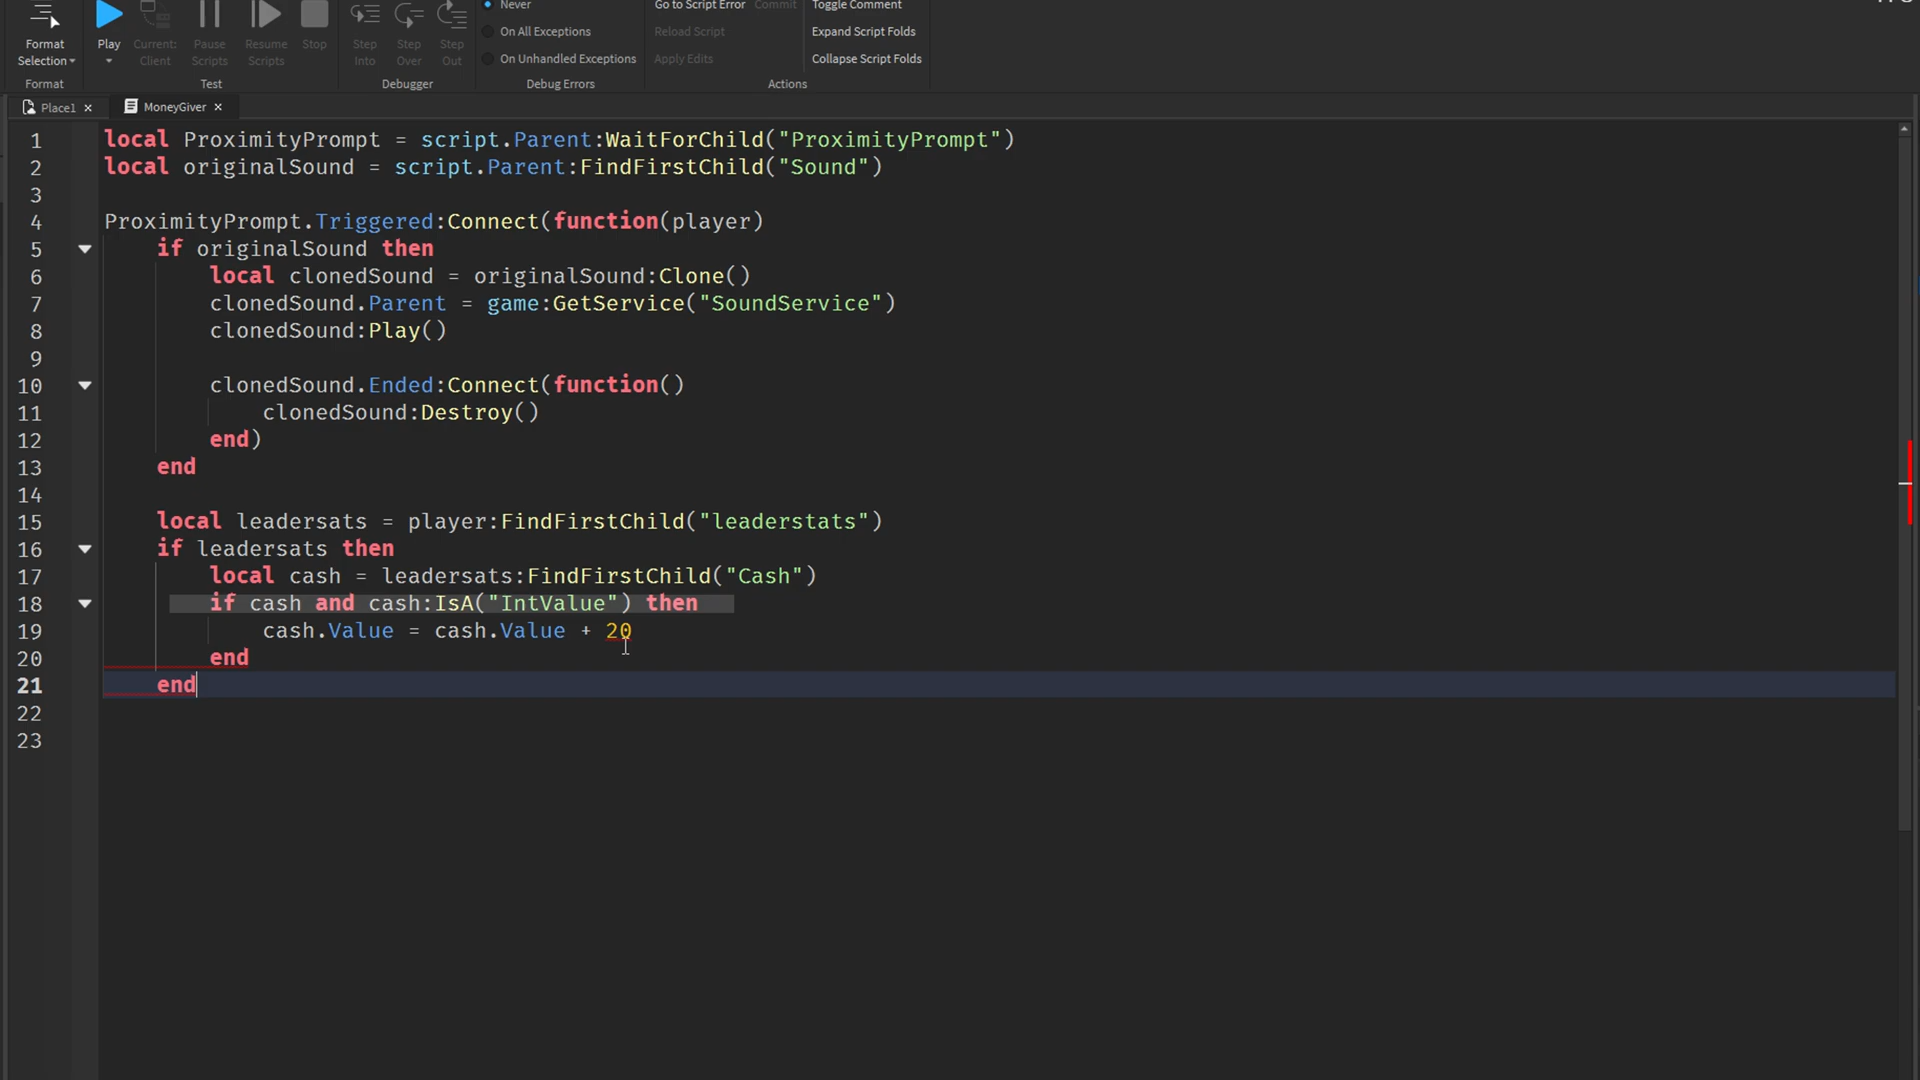 Never
Go to Script Error Commit Toggle Comment
Format Selection Play Current: Client Pause Scripts Resume Scripts Stop Step Into Step Over Step Out On All Exceptions Reload Script Expand Script Folds
On Unhandled Exceptions Apply Edits Collapse Script Folds
Format Test Debugger Debug Errors Actions
Place1 MoneyGiver
1 local ProximityPrompt = script.Parent:WaitForChild("ProximityPrompt")
2 local originalSound = script.Parent:FindFirstChild("Sound")
3
4 ProximityPrompt.Triggered:Connect(function(player)
5 if originalSound then
6 local clonedSound = originalSound:Clone()
7 clonedSound.Parent = game:GetService("SoundService")
8 clonedSound:Play()
9
10 clonedSound.Ended:Connect(function()
11 clonedSound:Destroy()
12 end)
13 end
14
15 local leadersats = player:FindFirstChild("leaderstats")
16 if leadersats then
17 local cash = leadersats:FindFirstChild("Cash")
18 if cash and cash:IsA("IntValue") then
19 cash.Value = cash.Value + 20
20 end
21 end
22
23